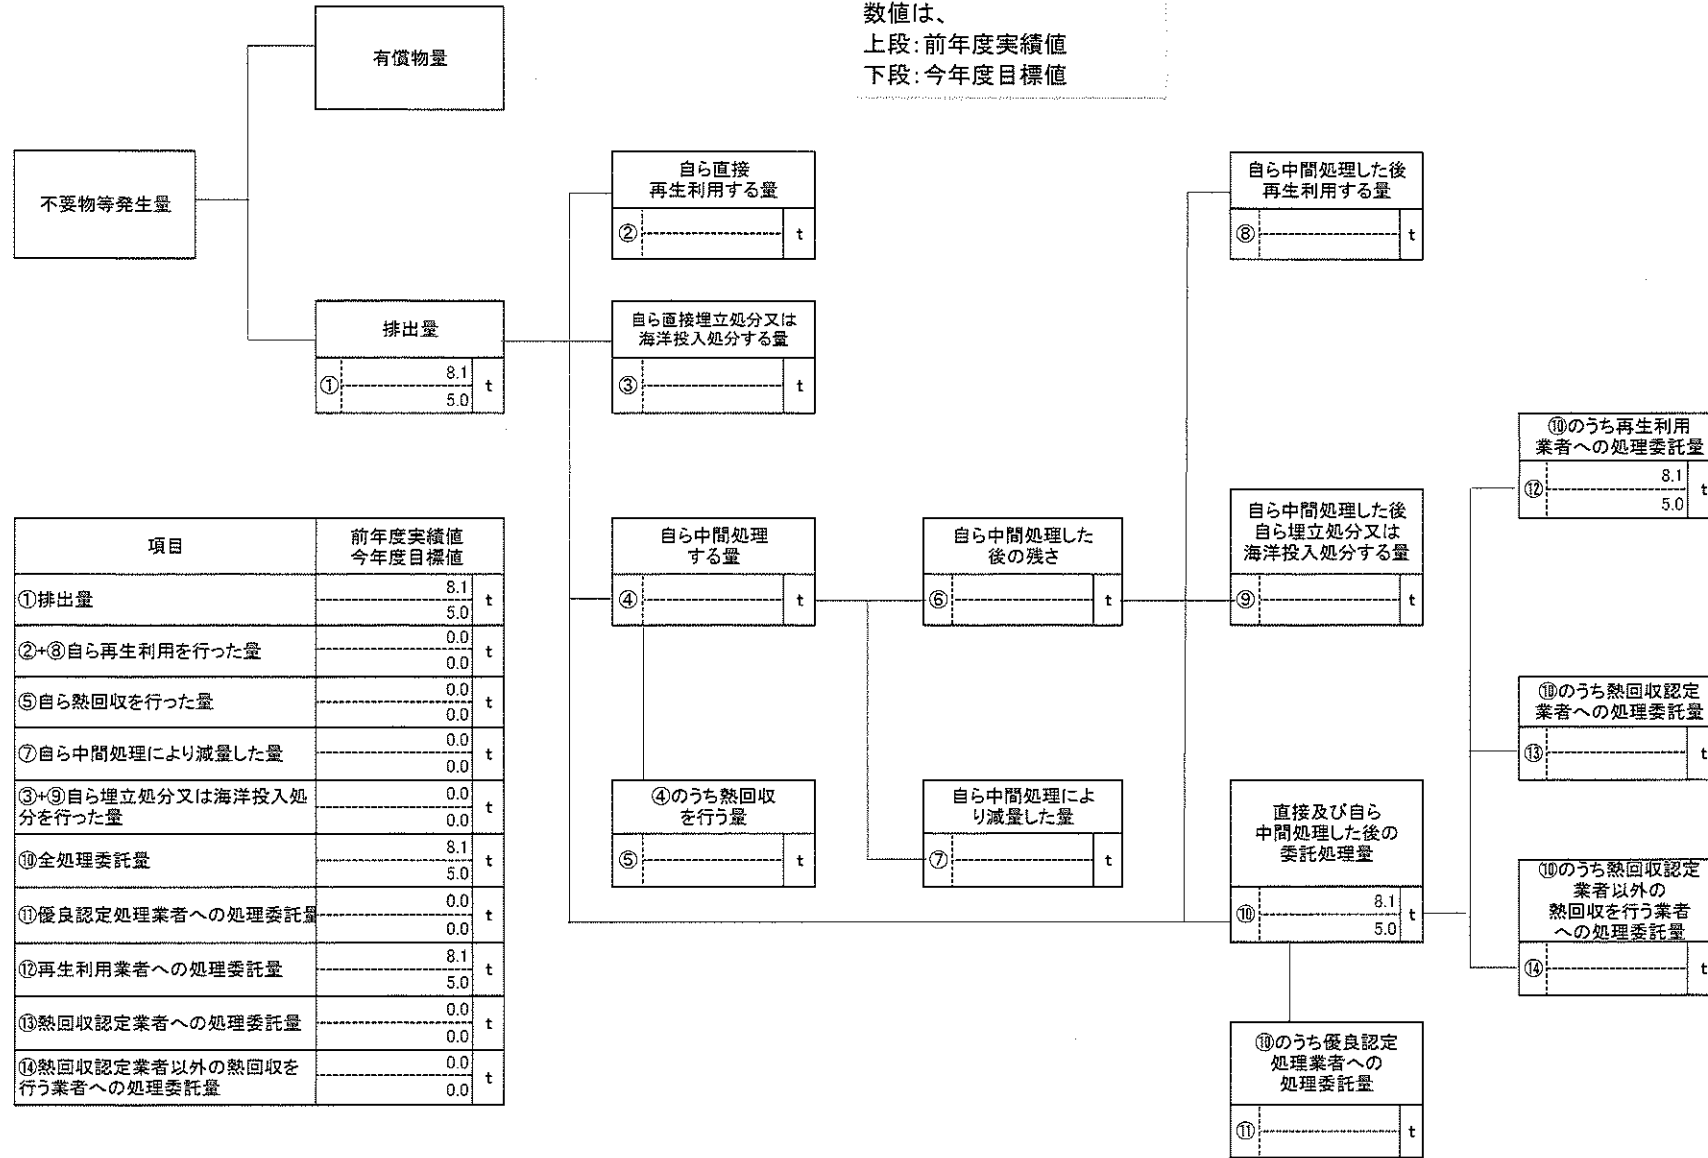 数値は、
上段:前年度実績値
下段:今年度目標値
有償物量
不要物等発生量
排出量
① 8.1 t
5.0
自ら直接
再生利用する量
② t
自ら直接埋立処分又は
海洋投入処分する量
③ t
自ら中間処理した後
再生利用する量
⑧ t
⑩のうち再生利用
業者への処理委託量
⑫ 8.1 t
5.0
自ら中間処理
する量
④ t
自ら中間処理した
後の残さ
⑥ t
自ら中間処理した後
自ら埋立処分又は
海洋投入処分する量
⑨ t
⑩のうち熱回収認定
業者への処理委託量
⑬ t
④のうち熱回収
を行う量
⑤ t
自ら中間処理によ
り減量した量
⑦ t
直接及び自ら
中間処理した後の
委託処理量
⑩ 8.1 t
5.0
⑩のうち熱回収認定
業者以外の
熱回収を行う業者
への処理委託量
⑭ t
⑩のうち優良認定
処理業者への
処理委託量
⑪ t
項目 前年度実績値
今年度目標値
①排出量 8.1 t
5.0
②+⑧自ら再生利用を行った量 0.0 t
0.0
⑤自ら熱回収を行った量 0.0 t
0.0
⑦自ら中間処理により減量した量 0.0 t
0.0
③+⑨自ら埋立処分又は海洋投入処 0.0 t
分を行った量 0.0
⑩全処理委託量 8.1 t
5.0
⑪優良認定処理業者への処理委託量 0.0 t
0.0
⑫再生利用業者への処理委託量 8.1 t
5.0
⑬熱回収認定業者への処理委託量 0.0 t
0.0
⑭熱回収認定業者以外の熱回収を 0.0 t
行う業者への処理委託量 0.0